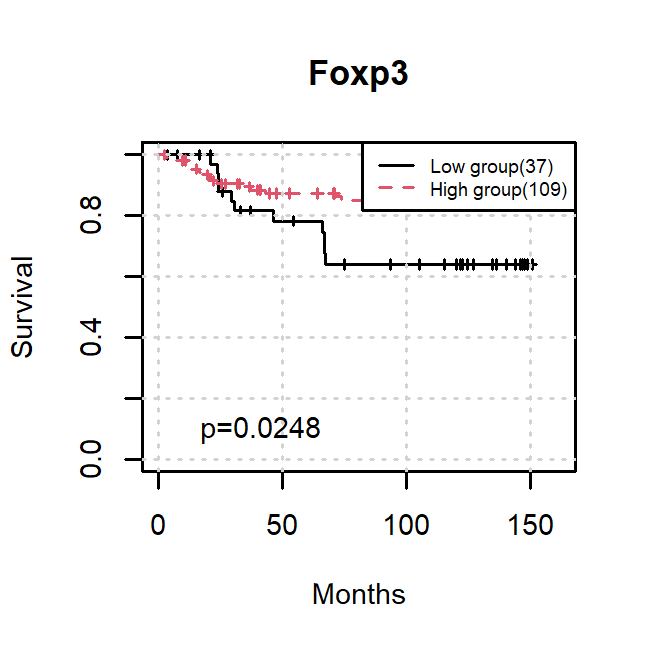 Foxp3
Low group(37)
High group(109)
Survival
0.8
0.4
0.0
p=0.0248
0 50 100 150
Months